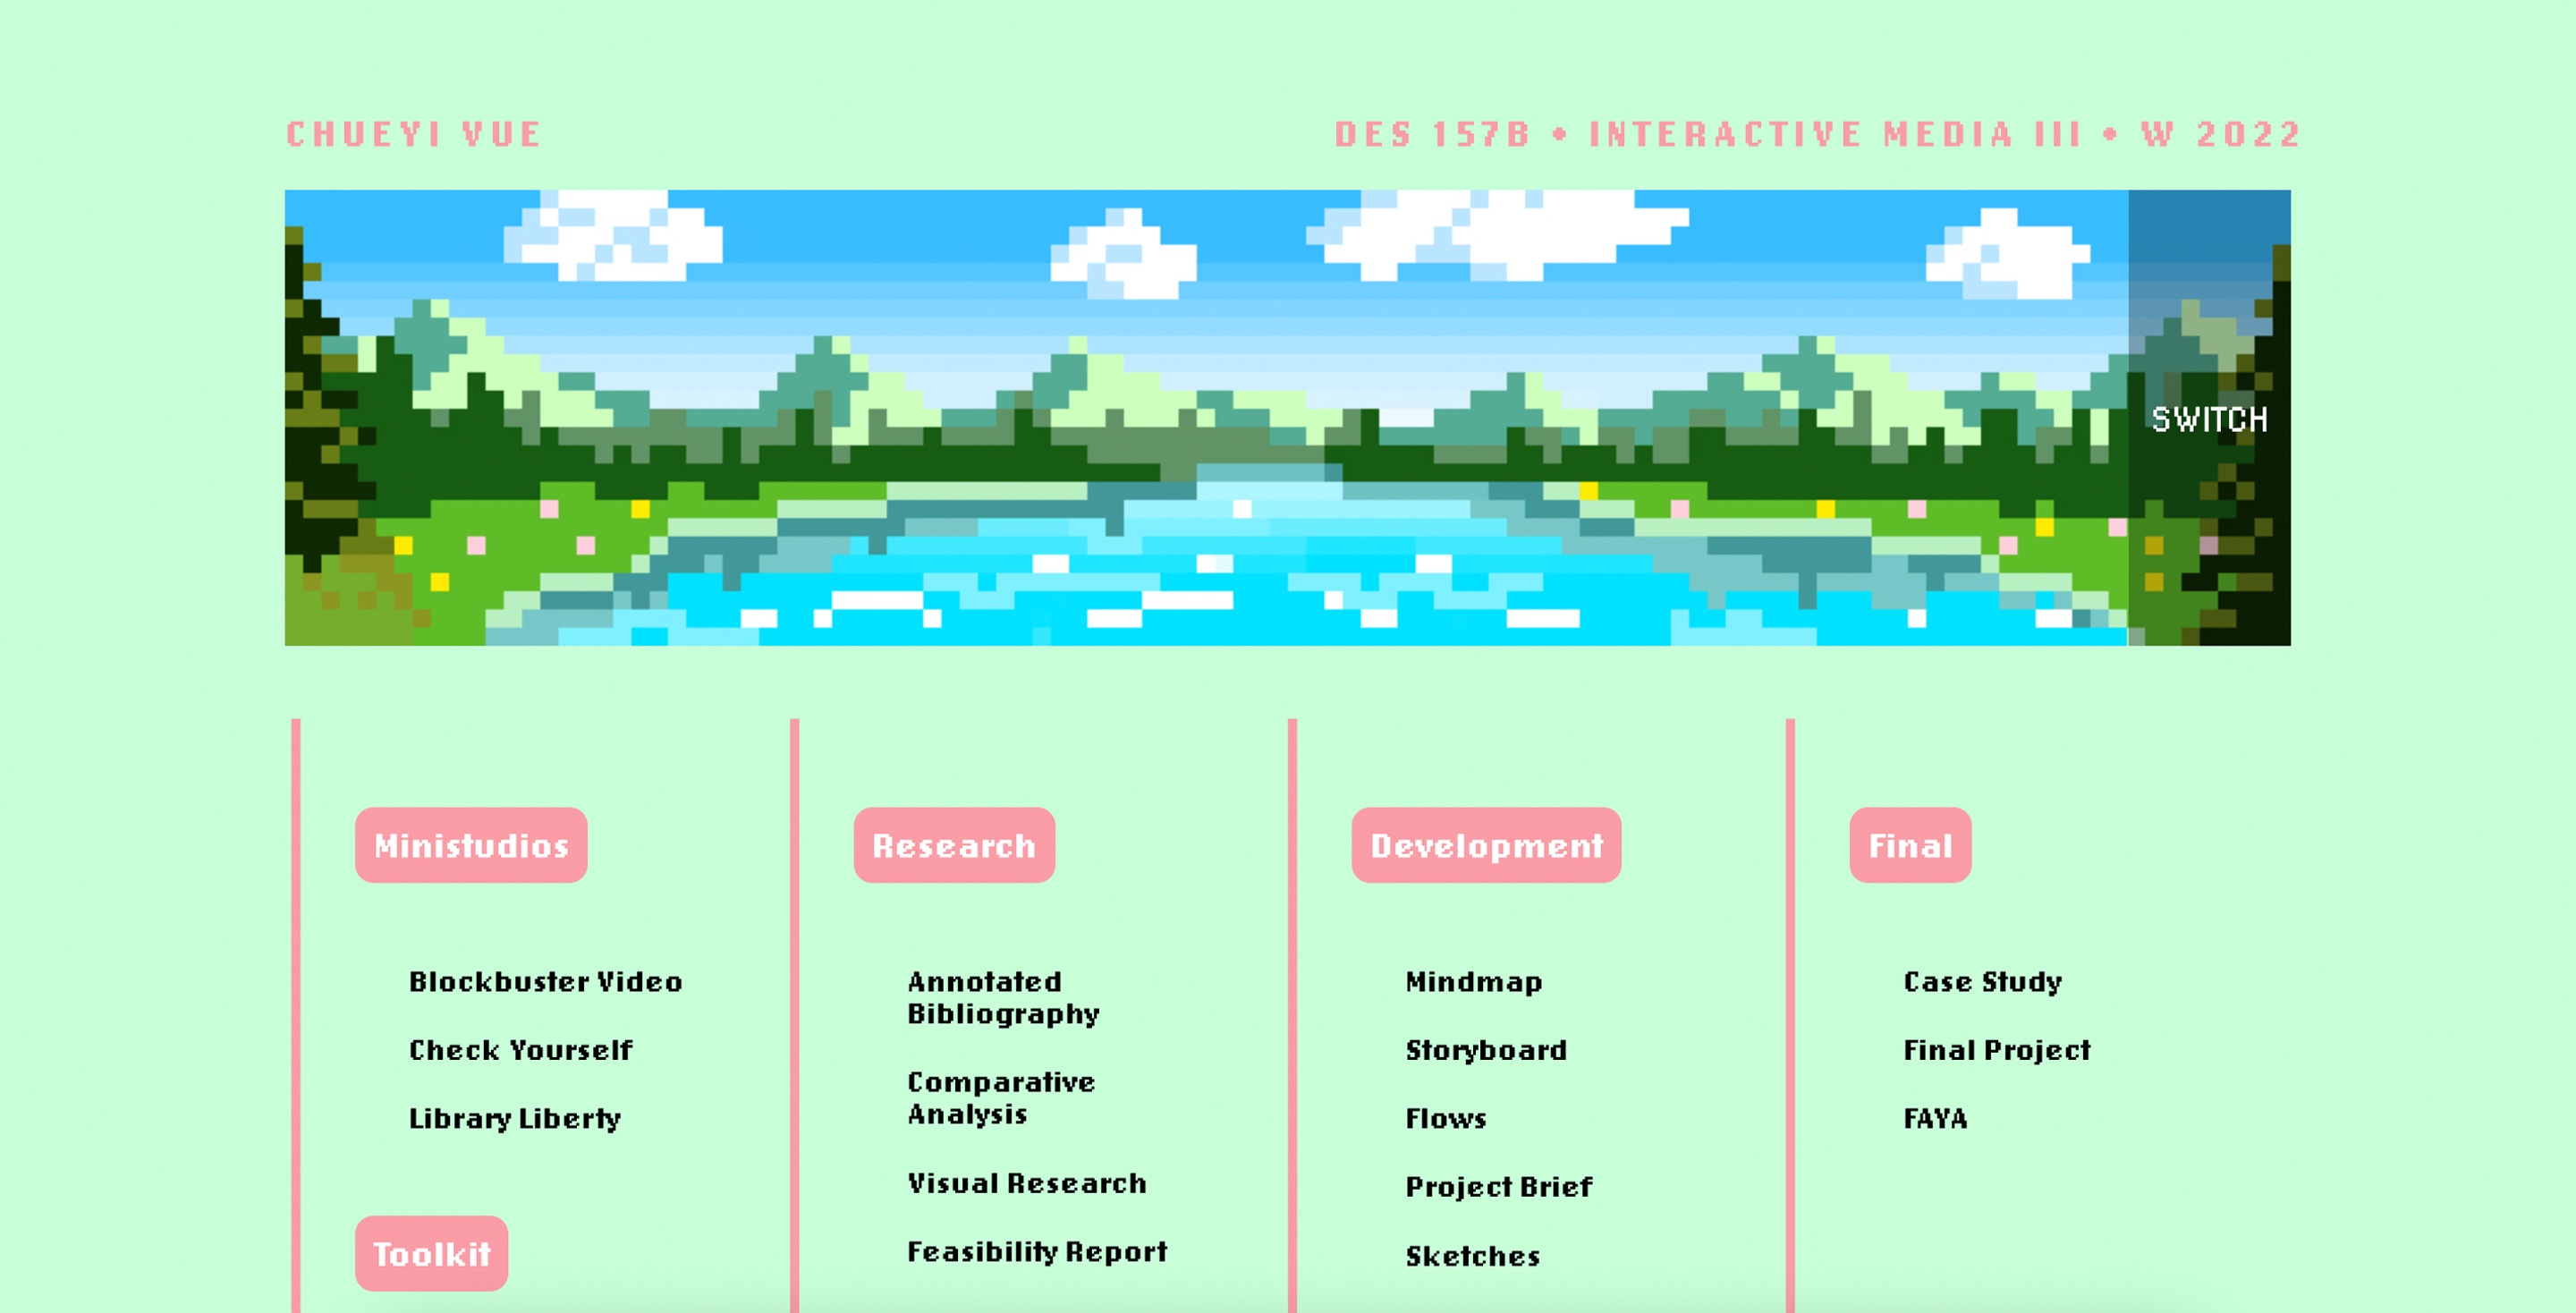 CHUEYI VUE
DES 157B • INTERACTIVE MEDIA III • W 2022
SWITCH
Ministudios
Blockbuster Video
Check Yourself
Library Liberty
Toolkit
Research
Annotated
Bibliography
Comparative
Analysis
Visual Research
Feasibility Report
Development
Mindmap
Storyboard
Flows
Project Brief
Sketches
Final
Case Study
Final Project
FAYA